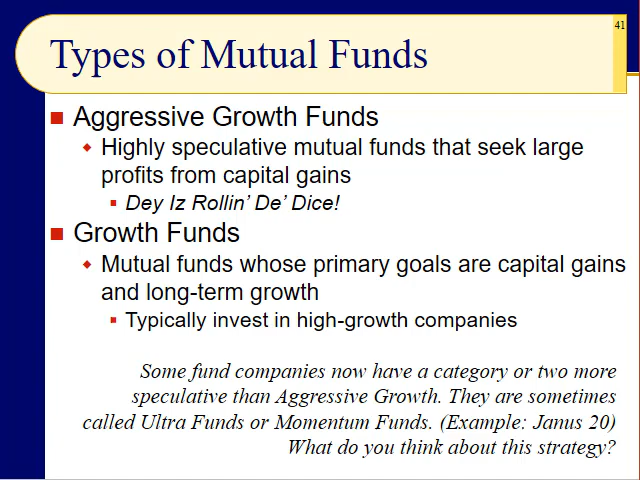 41
Types of Mutual Funds
Aggressive Growth Funds
Highly speculative mutual funds that seek large
profits from capital gains
Dey Iz Rollin’ De’ Dice!
Growth Funds
Mutual funds whose primary goals are capital gains
and long-term growth
Typically invest in high-growth companies
Some fund companies now have a category or two more
speculative than Aggressive Growth. They are sometimes
called Ultra Funds or Momentum Funds. (Example: Janus 20)
What do you think about this strategy?